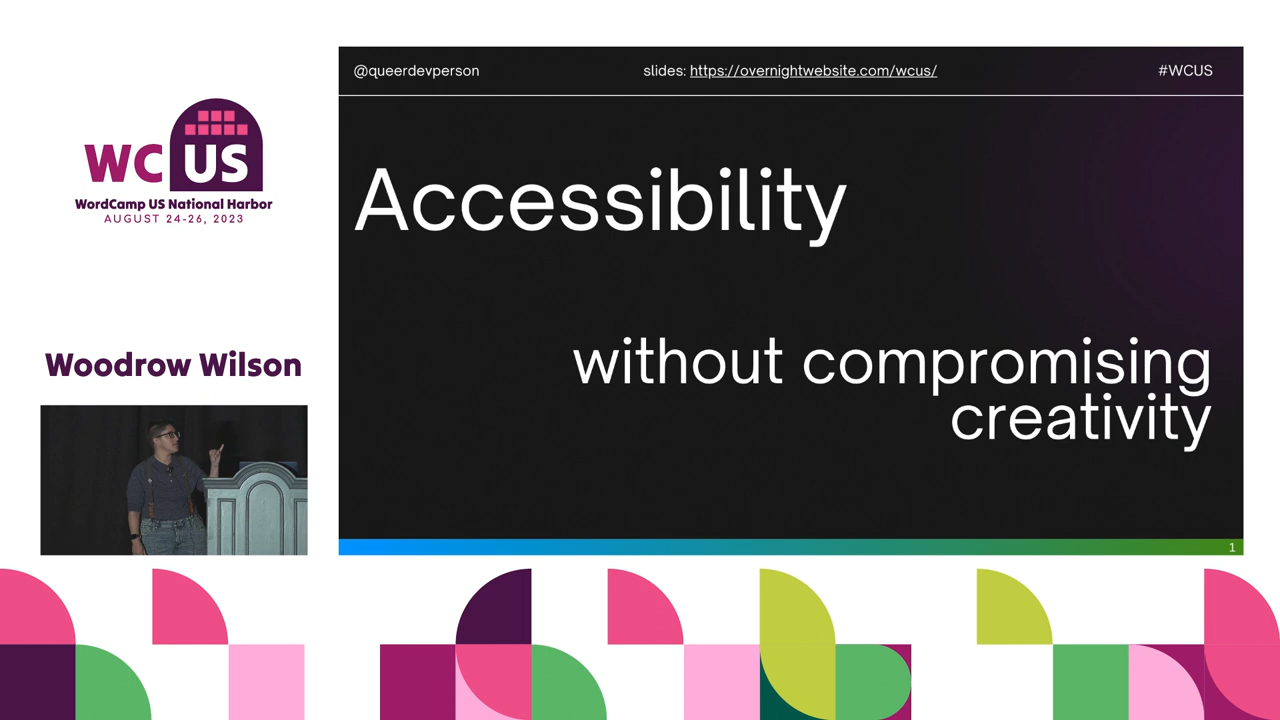 WC US
WordCamp US National Harbor
AUGUST 24-26, 2023
Woodrow Wilson
@queerdevperson
slides: https://overnightwebsite.com/wcus/
#WCUS
Accessibility
without compromising
creativity
1